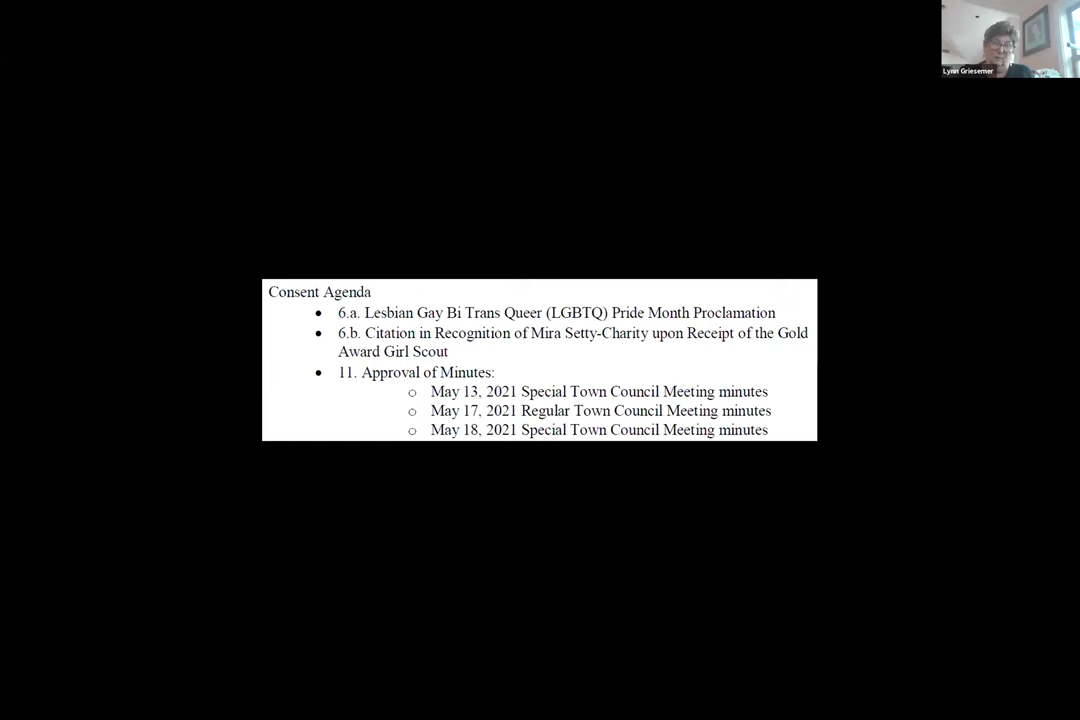 Lynn Griesemer
Consent Agenda
• 6.a. Lesbian Gay Bi Trans Queer (LGBTQ) Pride Month Proclamation
• 6.b. Citation in Recognition of Mira Setty-Charity upon Receipt of the Gold
Award Girl Scout
• 11. Approval of Minutes:
o May 13, 2021 Special Town Council Meeting minutes
o May 17, 2021 Regular Town Council Meeting minutes
o May 18, 2021 Special Town Council Meeting minutes